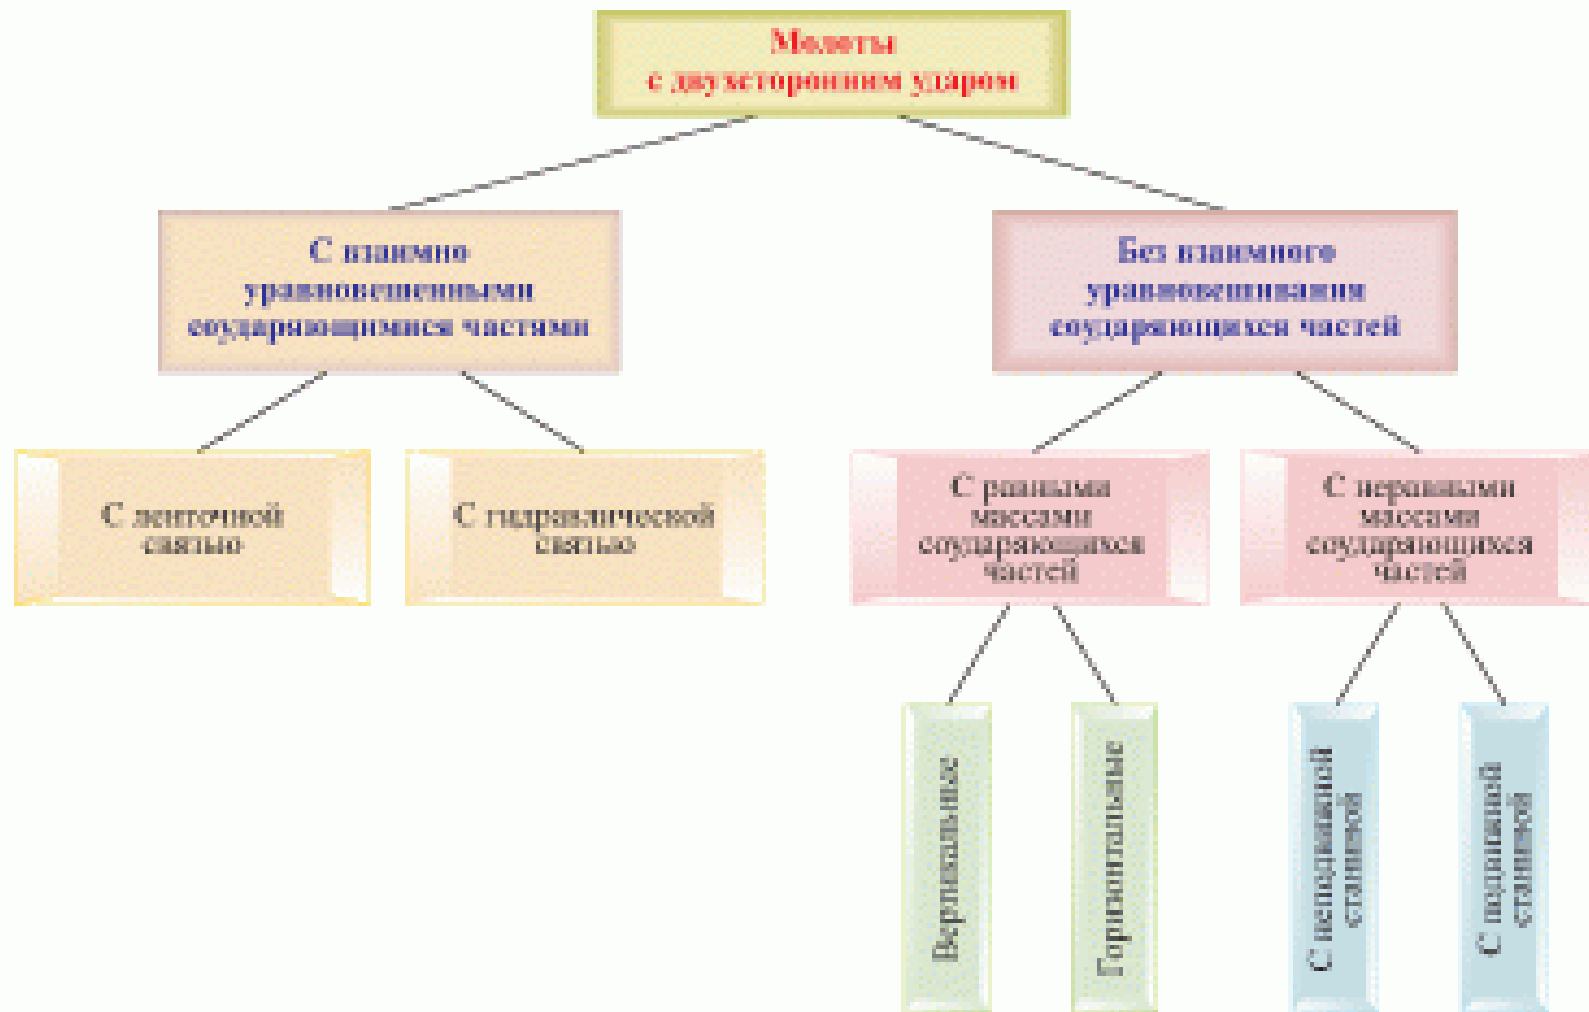 Молоты
с двухсторонним ударом
С взаимно
уравновешенными
соударяющимися частями
Без взаимного
уравновешивания
соударяющихся частей
С ленточной
связью
С гидравлической
связью
С равными
массами
соударяющихся
частей
С неравными
массами
соударяющихся
частей
Вертикальные
Горизонтальные
С неподвижной
станиной
С подвижной
станиной